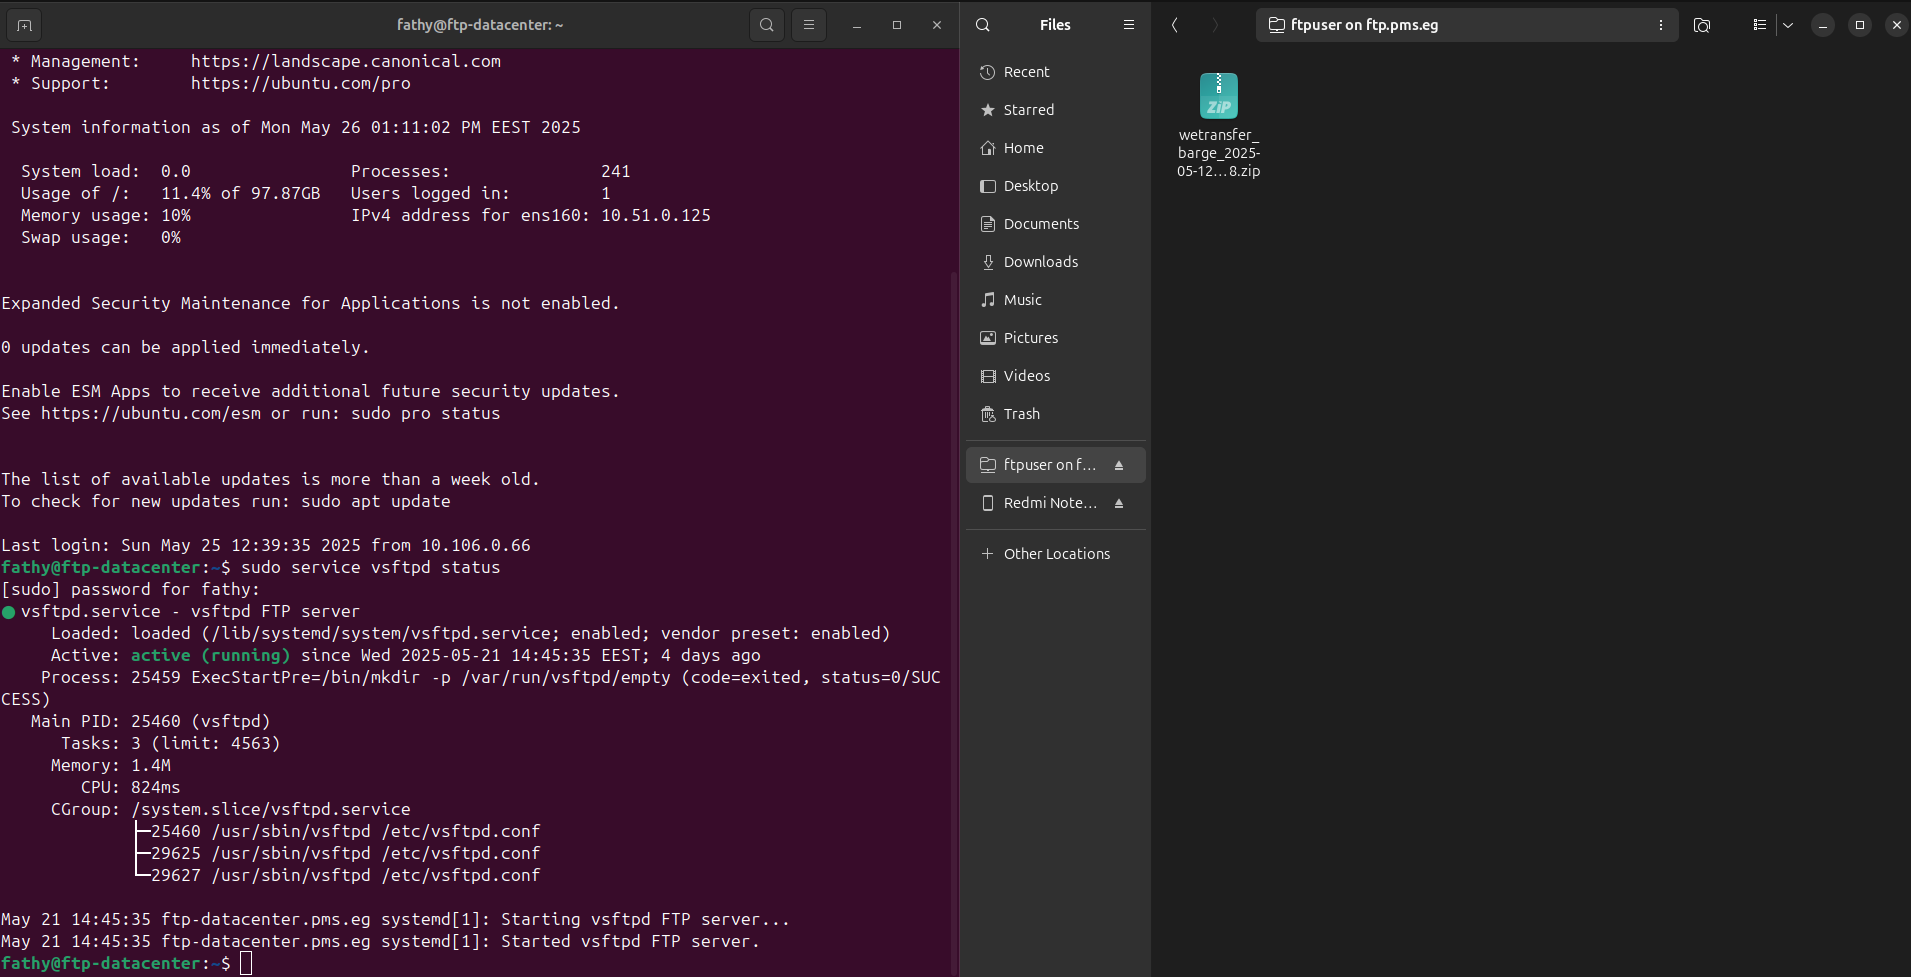 fathy@ftp-datacenter: ~
* Management:     https://landscape.canonical.com
* Support:        https://ubuntu.com/pro
System information as of Mon May 26 01:11:02 PM EEST 2025
System load:  0.0                Processes:               241
Usage of /:   11.4% of 97.87GB   Users logged in:         1
Memory usage: 10%                IPv4 address for ens160: 10.51.0.125
Swap usage:   0%
Expanded Security Maintenance for Applications is not enabled.
0 updates can be applied immediately.
Enable ESM Apps to receive additional future security updates.
See https://ubuntu.com/esm or run: sudo pro status
The list of available updates is more than a week old.
To check for new updates run: sudo apt update
Last login: Sun May 25 12:39:35 2025 from 10.106.0.66
fathy@ftp-datacenter:~$ sudo service vsftpd status
[sudo] password for fathy:
● vsftpd.service - vsftpd FTP server
Loaded: loaded (/lib/systemd/system/vsftpd.service; enabled; vendor preset: enabled)
Active: active (running) since Wed 2025-05-21 14:45:35 EEST; 4 days ago
Process: 25459 ExecStartPre=/bin/mkdir -p /var/run/vsftpd/empty (code=exited, status=0/SUC
CESS)
Main PID: 25460 (vsftpd)
Tasks: 3 (limit: 4563)
Memory: 1.4M
CPU: 824ms
CGroup: /system.slice/vsftpd.service
├─25460 /usr/sbin/vsftpd /etc/vsftpd.conf
├─29625 /usr/sbin/vsftpd /etc/vsftpd.conf
└─29627 /usr/sbin/vsftpd /etc/vsftpd.conf
May 21 14:45:35 ftp-datacenter.pms.eg systemd[1]: Starting vsftpd FTP server...
May 21 14:45:35 ftp-datacenter.pms.eg systemd[1]: Started vsftpd FTP server.
fathy@ftp-datacenter:~$
Files
Recent
Starred
Home
Desktop
Documents
Downloads
Music
Pictures
Videos
Trash
ftpuser on f…
Redmi Note…
Other Locations
ftpuser on ftp.pms.eg
ZiP
wetransfer_
barge_2025-
05-12…8.zip